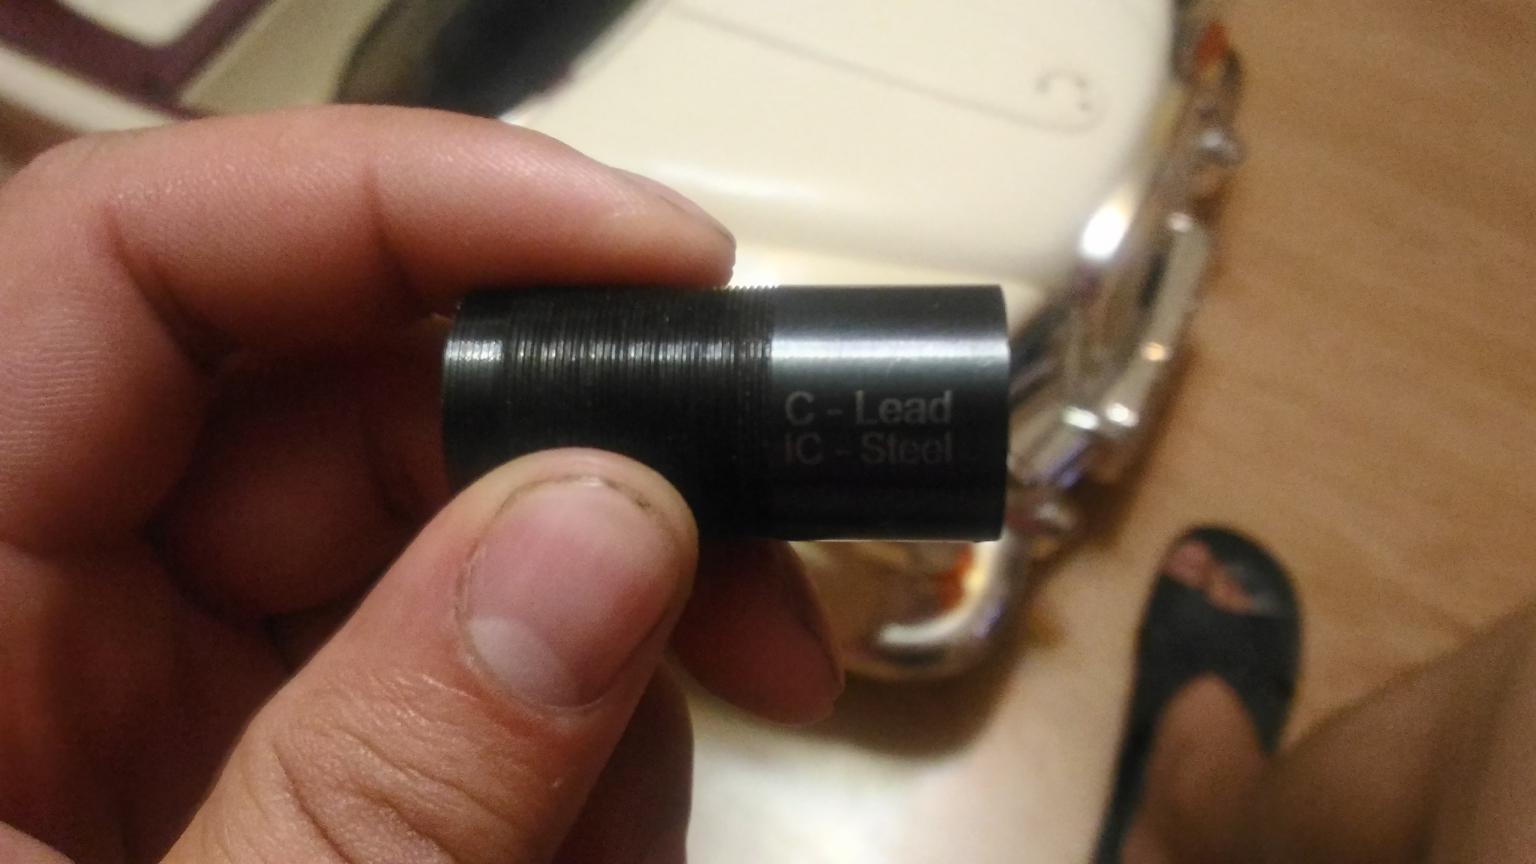 C - Lead
IC - Steel